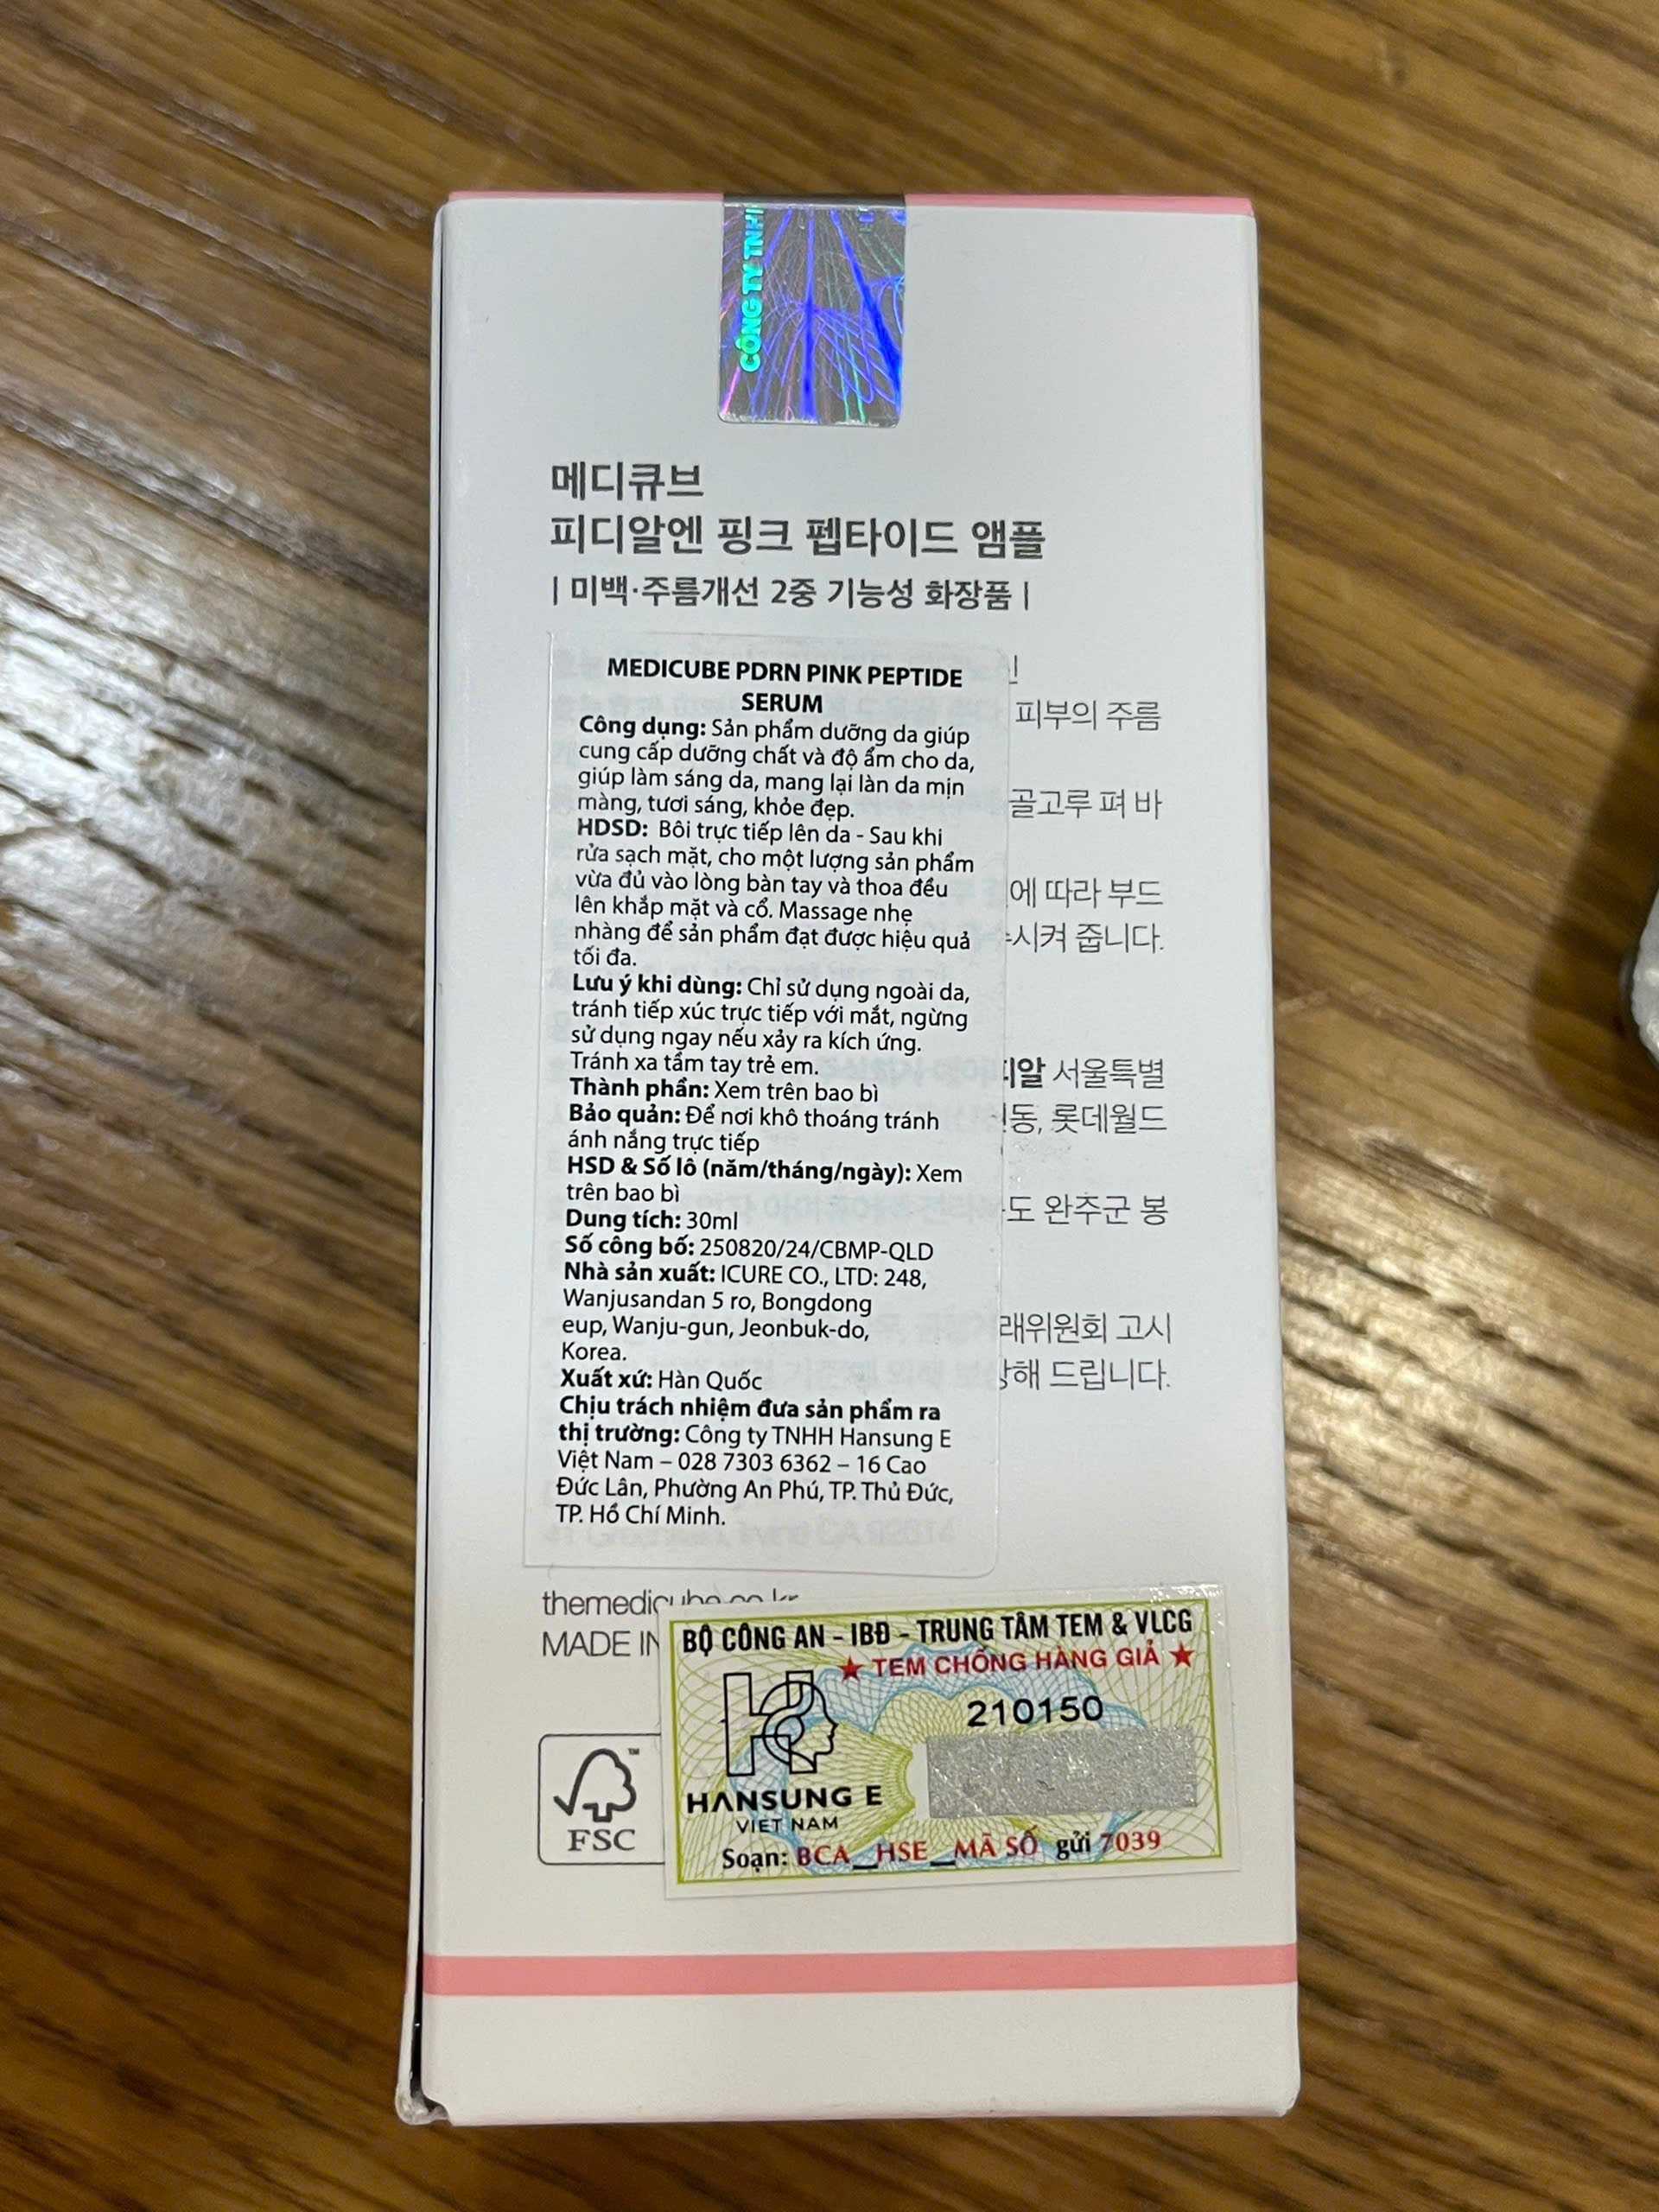 CÔNG TY TNHH
메디큐브
피디알엔 핑크 펩타이드 앰플
| 미백·주름개선 2중 기능성 화장품 |
MEDICUBE PDRN PINK PEPTIDE
SERUM
Công dụng: Sản phẩm dưỡng da giúp
cung cấp dưỡng chất và độ ẩm cho da,
giúp làm sáng da, mang lại làn da mịn
màng, tươi sáng, khỏe đẹp.
HDSD: Bôi trực tiếp lên da - Sau khi
rửa sạch mặt, cho một lượng sản phẩm
vừa đủ vào lòng bàn tay và thoa đều
lên khắp mặt và cổ. Massage nhẹ
nhàng để sản phẩm đạt được hiệu quả
tối đa.
Lưu ý khi dùng: Chỉ sử dụng ngoài da,
tránh tiếp xúc trực tiếp với mắt, ngừng
sử dụng ngay nếu xảy ra kích ứng.
Tránh xa tầm tay trẻ em.
Thành phần: Xem trên bao bì
Bảo quản: Để nơi khô thoáng tránh
ánh nắng trực tiếp
HSD & Số lô (năm/tháng/ngày): Xem
trên bao bì
Dung tích: 30ml
Số công bố: 250820/24/CBMP-QLD
Nhà sản xuất: ICURE CO., LTD: 248,
Wanjusandan 5 ro, Bongdong
eup, Wanju-gun, Jeonbuk-do,
Korea.
Xuất xứ: Hàn Quốc
Chịu trách nhiệm đưa sản phẩm ra
thị trường: Công ty TNHH Hansung E
Việt Nam – 028 7303 6362 – 16 Cao
Đức Lân, Phường An Phú, TP. Thủ Đức,
TP. Hồ Chí Minh.
피부의 주름
골고루 펴 바
에 따라 부드
시켜 줍니다.
알 서울특별
동, 롯데월드
도 완주군 봉
래위원회 고시
해 드립니다.
themedicube.co.kr
MADE IN
FSC
BỘ CÔNG AN - IBĐ - TRUNG TÂM TEM & VLCG
★ TEM CHỐNG HÀNG GIẢ ★
210150
HANSUNG E
VIET NAM
Soạn: BCA_HSE_MÃ SỐ gửi 7039